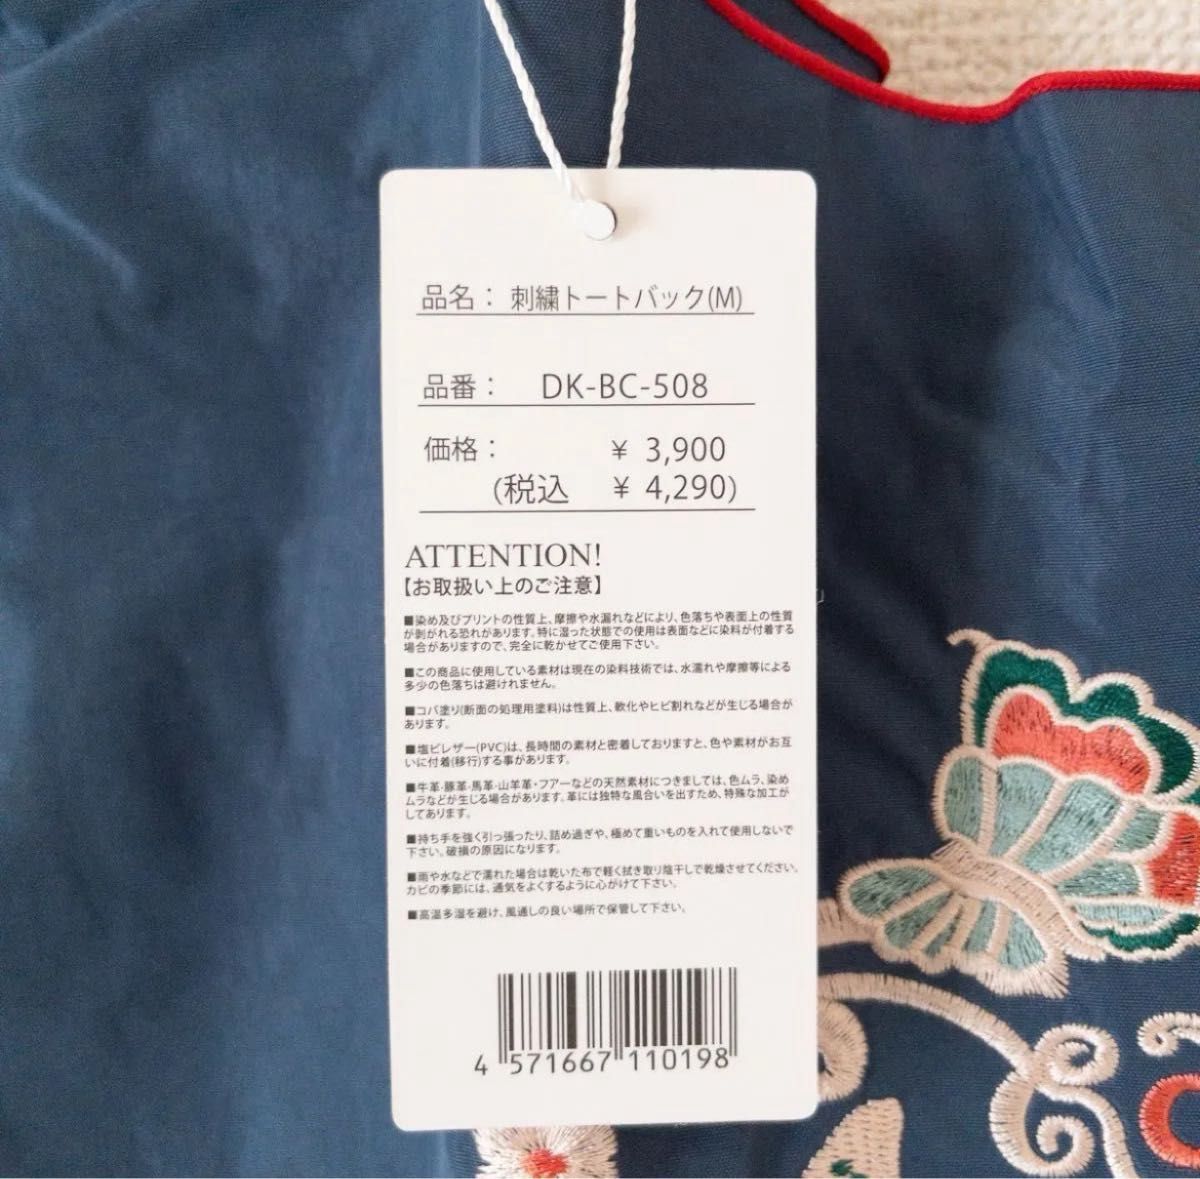 品名： 刺繍トートバック(M)
品番： DK-BC-508
価格： ¥ 3,900
(税込 ¥ 4,290)
ATTENTION!
【お取扱い上のご注意】
■染め及びプリントの性質上、摩擦や水漏れなどにより、色落ちや表面上の性質
が剥がれる恐れがあります。特に湿った状態での使用は表面などに染料が付着する
場合がありますので、完全に乾かせてご使用下さい。
■この商品に使用している素材は現在の染料技術では、水濡れや摩擦等による
多少の色落ちは避けれません。
■コバ塗り(断面の処理用塗料)は性質上、軟化やヒビ割れなどが生じる場合が
あります。
■塩ビレザー(PVC)は、長時間の素材と密着しておりますと、色や素材がお互
いに付着(移行)する事があります。
■牛革・豚革・馬革・山羊革・フアーなどの天然素材につきましては、色ムラ、染め
ムラなどが生じる場合があります。革には独特な風合いを出すため、特殊な加工が
してあります。
■持ち手を強く引っ張ったり、詰め過ぎや、極めて重いものを入れて使用しないで
下さい。破損の原因になります。
■雨や水などで濡れた場合は乾いた布で軽く拭き取り陰干しで乾燥させてください。
カビの季節には、通気をよくするように心がけて下さい。
■高温多湿を避け、風通しの良い場所で保管して下さい。
4 571667 110198